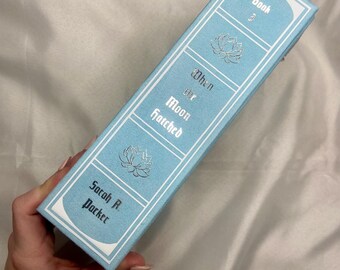 Book
2
When
the
Moon
Hatched
Sarah A.
Parker